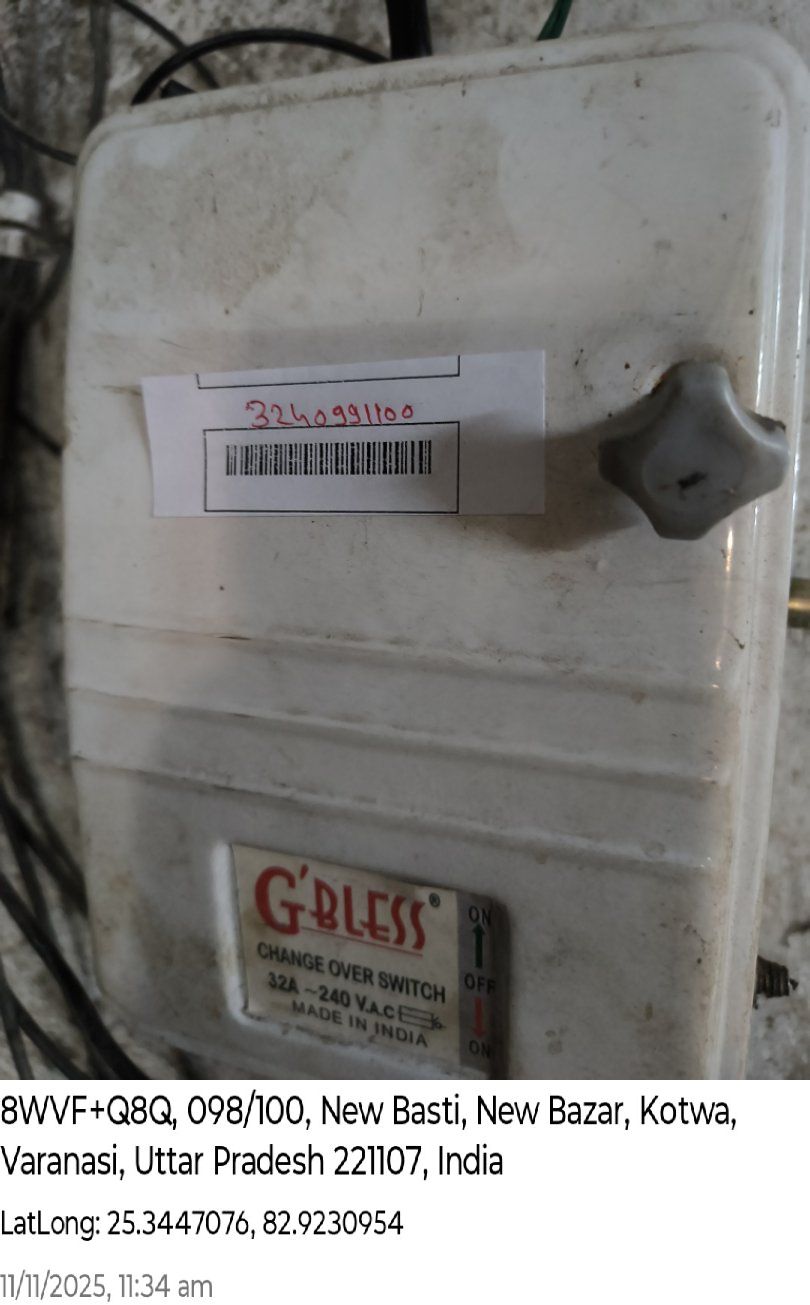 3240991100
G'BLESS®
CHANGE OVER SWITCH
32A ~240 V.A.C
MADE IN INDIA
ON
OFF
ON
8WVF+Q8Q, 098/100, New Basti, New Bazar, Kotwa,
Varanasi, Uttar Pradesh 221107, India
LatLong: 25.3447076, 82.9230954
11/11/2025, 11:34 am